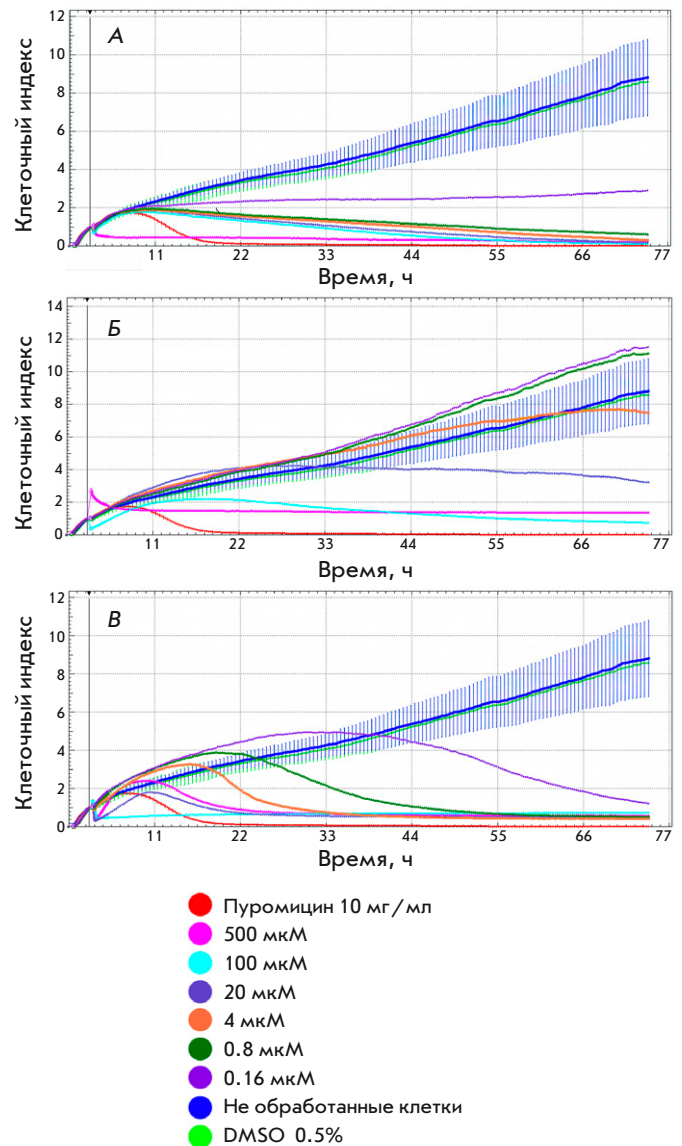 А
Клеточный индекс
12
10
8
6
4
2
0
11 22 33 44 55 66 77
Время, ч
Б
Клеточный индекс
14
12
10
8
6
4
2
0
11 22 33 44 55 66 77
Время, ч
В
Клеточный индекс
12
10
8
6
4
2
0
11 22 33 44 55 66 77
Время, ч
Пуромицин 10 мг/мл
500 мкМ
100 мкМ
20 мкМ
4 мкМ
0.8 мкМ
0.16 мкМ
Не обработанные клетки
DMSO 0.5%